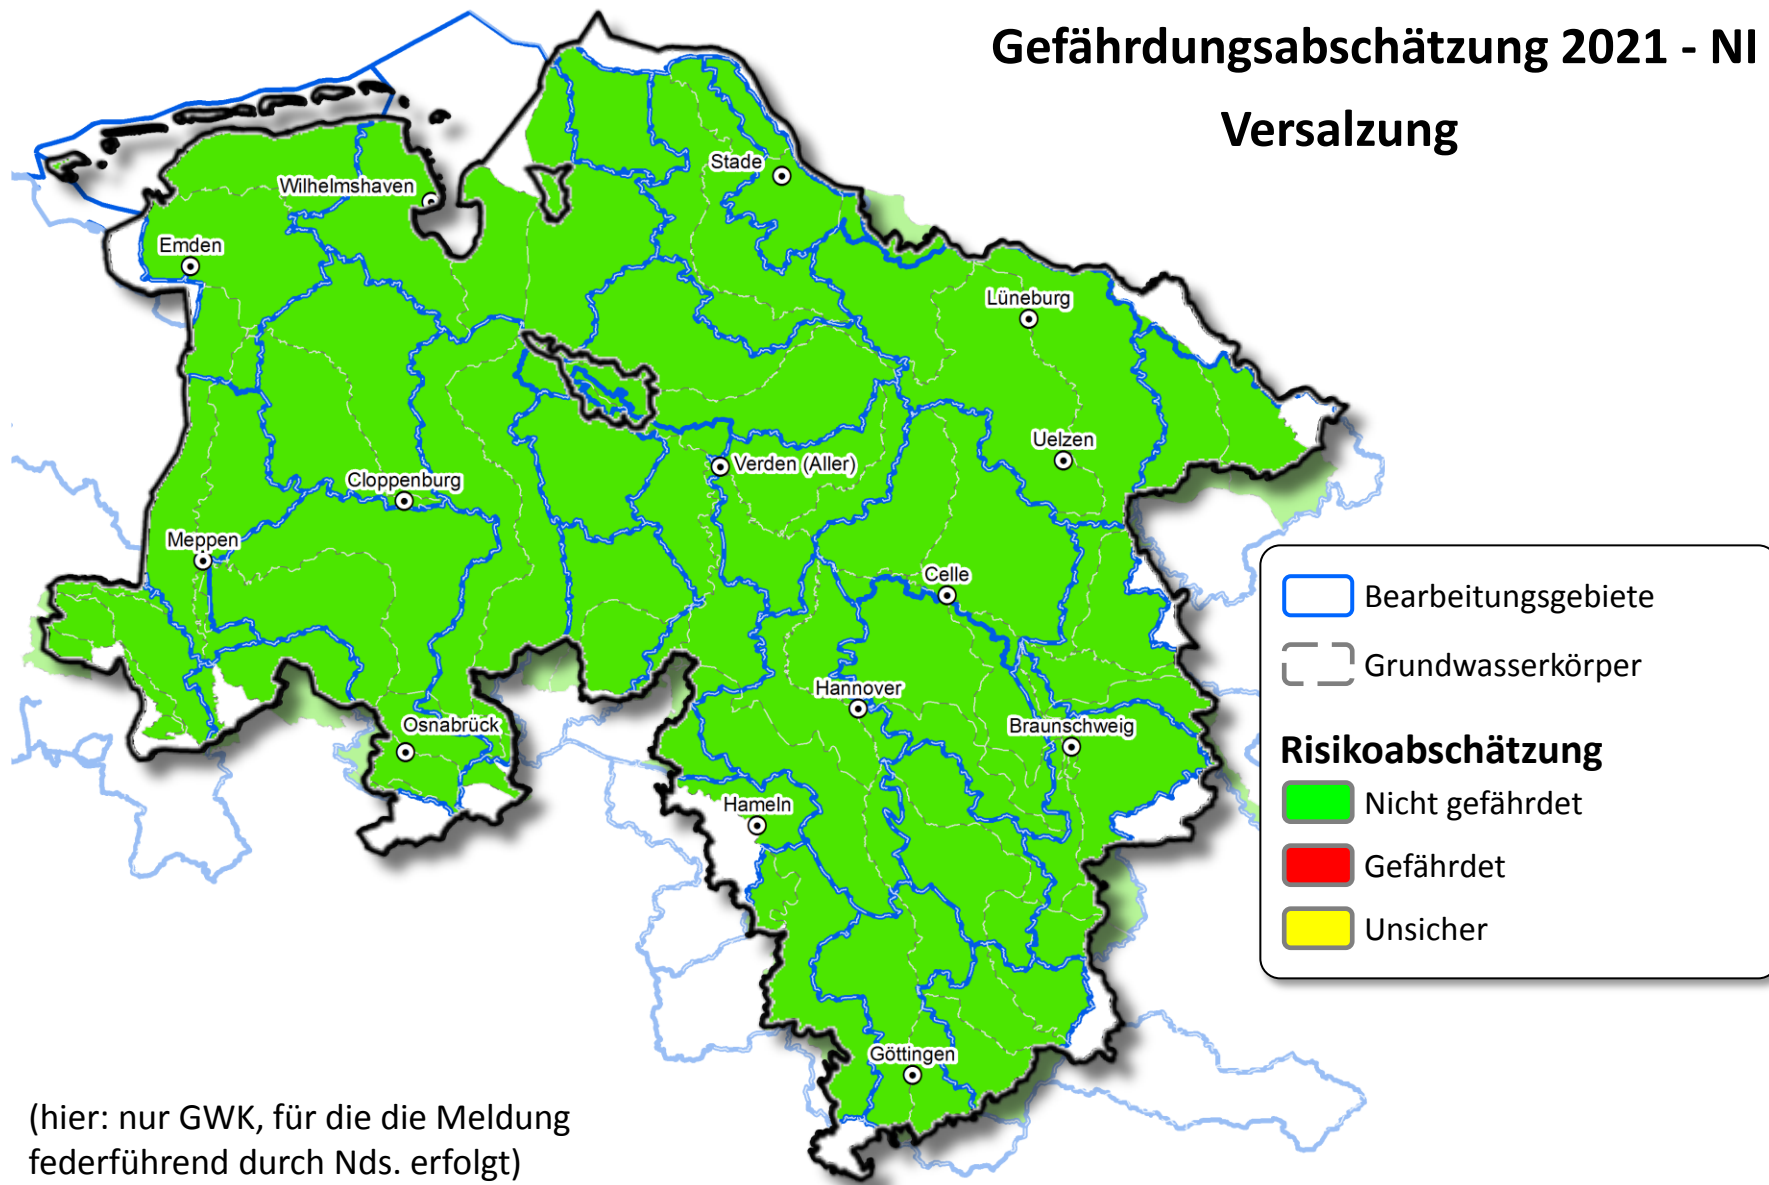 Gefährdungsabschätzung 2021 - NI
Versalzung
Stade
Wilhelmshaven
Emden
Lüneburg
Uelzen
Verden (Aller)
Cloppenburg
Meppen
Celle
Hannover
Osnabrück
Braunschweig
Hameln
Göttingen
Bearbeitungsgebiete
Grundwasserkörper
Risikoabschätzung
Nicht gefährdet
Gefährdet
Unsicher
(hier: nur GWK, für die die Meldung
federführend durch Nds. erfolgt)